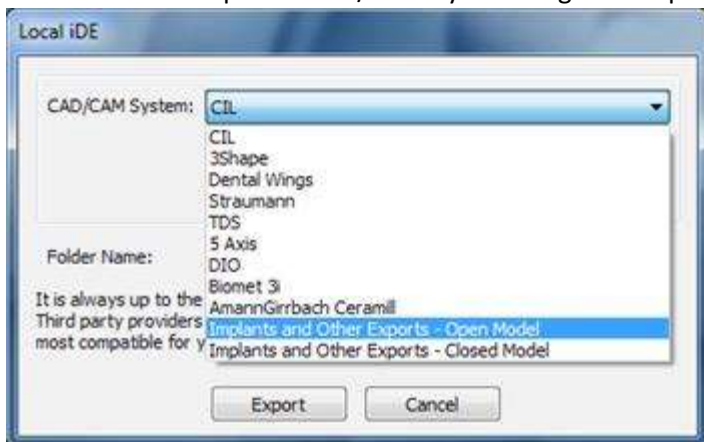 Local iDE
CAD/CAM System: CIL
CIL
3Shape
Dental Wings
Straumann
TDS
5 Axis
Folder Name:
DIO
Biomet 3i
It is always up to the
AmannGirrbach Ceramill
Third party providers
Implants and Other Exports - Open Model
most compatible for y
Implants and Other Exports - Closed Model
Export Cancel